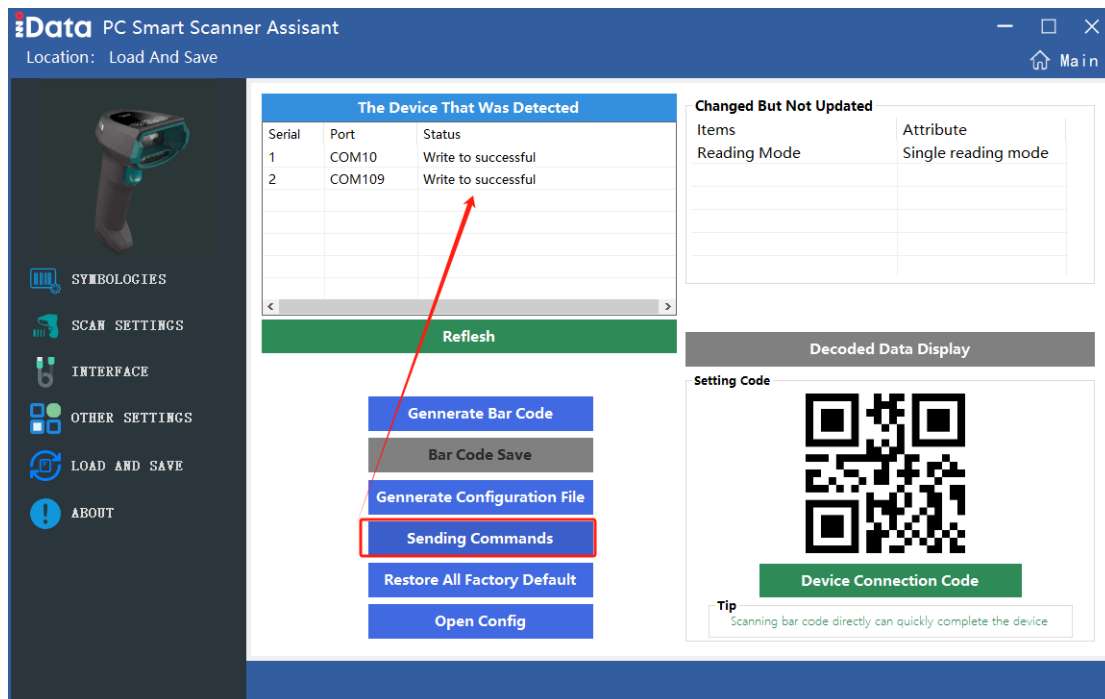 iData PC Smart Scanner Assisant
Location: Load And Save
Main
The Device That Was Detected
Serial Port Status
1 COM10 Write to successful
2 COM109 Write to successful
Reflesh
Changed But Not Updated
Items Attribute
Reading Mode Single reading mode
SYMBOLOGIES
SCAN SETTINGS
INTERFACE
OTHER SETTINGS
LOAD AND SAVE
ABOUT
Gennerate Bar Code
Bar Code Save
Gennerate Configuration File
Sending Commands
Restore All Factory Default
Open Config
Decoded Data Display
Setting Code
Device Connection Code
Tip
Scanning bar code directly can quickly complete the device